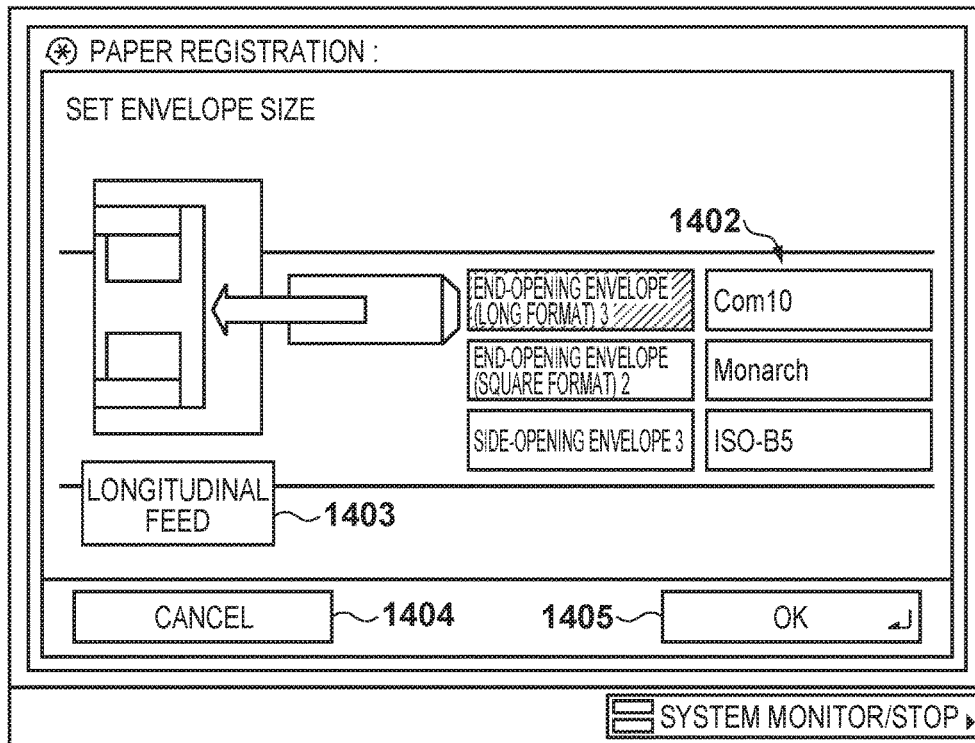 PAPER REGISTRATION :
SET ENVELOPE SIZE
1402
END-OPENING ENVELOPE
(LONG FORMAT) 3
Com10
END-OPENING ENVELOPE
(SQUARE FORMAT) 2
Monarch
SIDE-OPENING ENVELOPE 3
ISO-B5
LONGITUDINAL
FEED
1403
CANCEL
1404
1405
OK
SYSTEM MONITOR/STOP